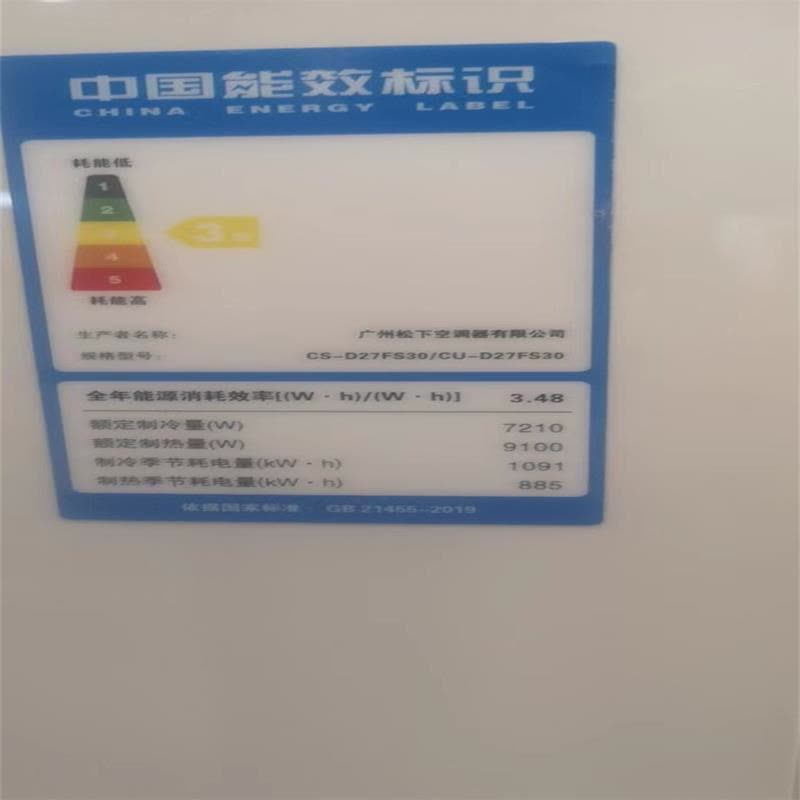 中国能效标识
CHINA ENERGY LABEL
耗能低
1
2
3
3级
4
5
耗能高
生产者名称： 广州松下空调器有限公司
规格型号： CS-D27FS30/CU-D27FS30
全年能源消耗效率[(W·h)/(W·h)] 3.48
额定制冷量(W) 7210
额定制热量(W) 9100
制冷季节耗电量(kW·h) 1091
制热季节耗电量(kW·h) 885
依据国家标准： GB 21455-2019